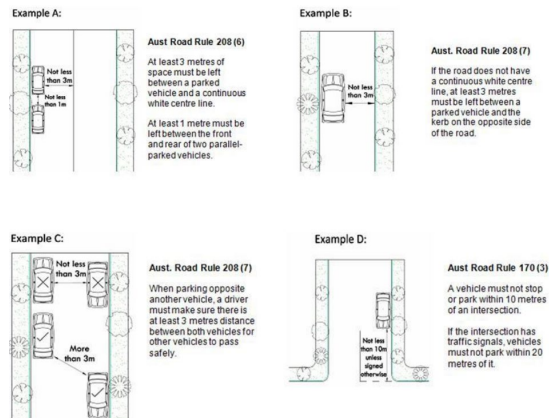 Example A:
Not less
than 3m
Not less
than 1m
Aust Road Rule 208 (6)
At least 3 metres of
space must be left
between a parked
vehicle and a continuous
white centre line.
At least 1 metre must be
left between the front
and rear of two parallel-
parked vehicles.
Example B:
Not less
than 3m
Aust. Road Rule 208 (7)
If the road does not have
a continuous white centre
line, at least 3 metres
must be left between a
parked vehicle and the
kerb on the opposite side
of the road.
Example C:
Not less
than 3m
More
than 3m
Aust. Road Rule 208 (7)
When parking opposite
another vehicle, a driver
must make sure there is
at least 3 metres distance
between both vehicles for
other vehicles to pass
safely.
Example D:
Not less
than 10m
unless
signed
otherwise
Aust Road Rule 170 (3)
A vehicle must not stop
or park within 10 metres
of an intersection.
If the intersection has
traffic signals, vehicles
must not park within 20
metres of it.